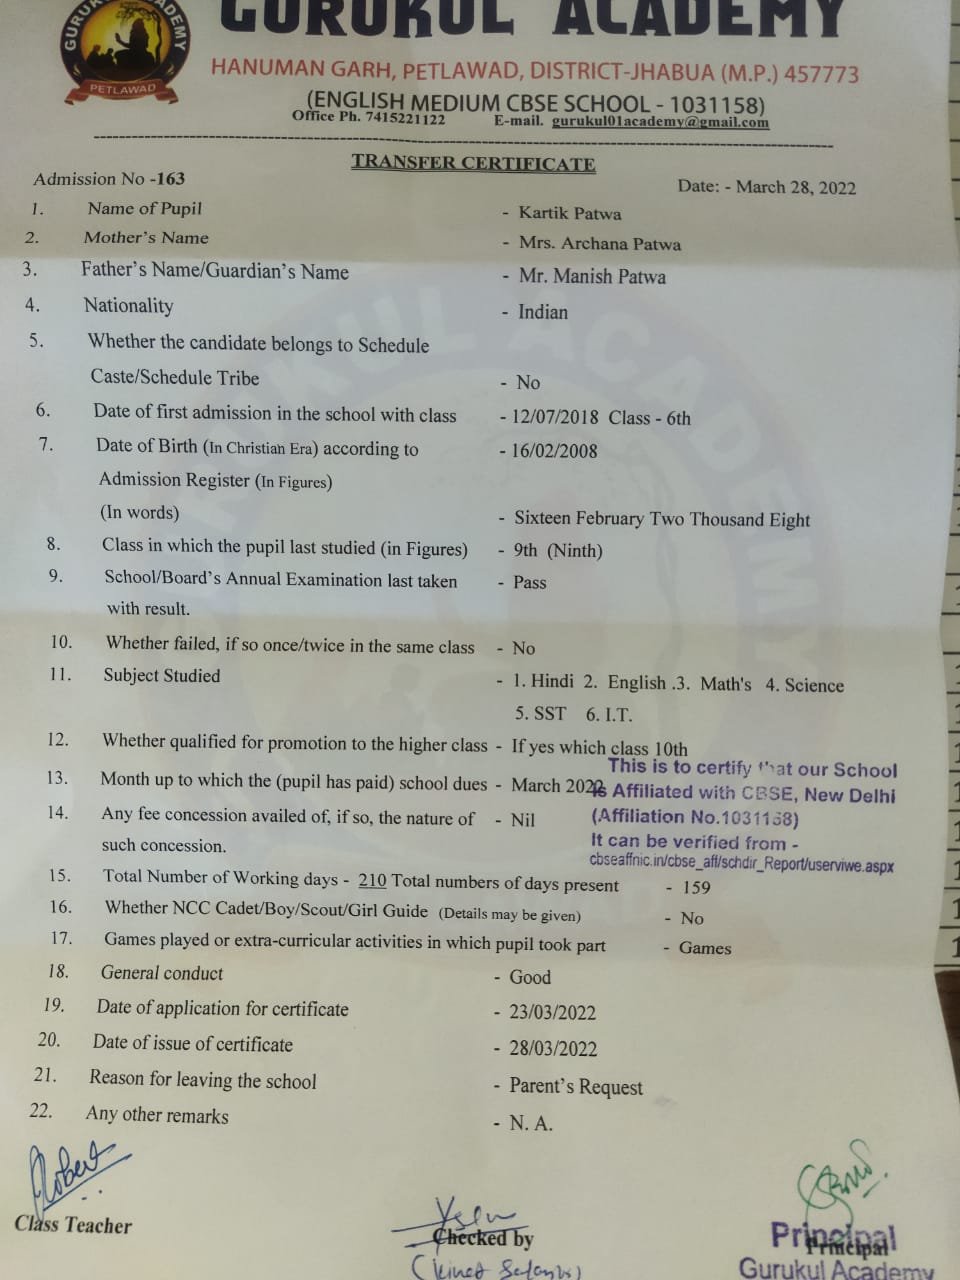 GURUKUL ACADEMY
GURUKUL ACADEMY
PETLAWAD
HANUMAN GARH, PETLAWAD, DISTRICT-JHABUA (M.P.) 457773
(ENGLISH MEDIUM CBSE SCHOOL - 1031158)
Office Ph. 7415221122 E-mail. gurukul01academy@gmail.com
TRANSFER CERTIFICATE
Admission No -163 Date: - March 28, 2022
1. Name of Pupil - Kartik Patwa
2. Mother's Name - Mrs. Archana Patwa
3. Father's Name/Guardian's Name - Mr. Manish Patwa
4. Nationality - Indian
5. Whether the candidate belongs to Schedule
Caste/Schedule Tribe - No
6. Date of first admission in the school with class - 12/07/2018 Class - 6th
7. Date of Birth (In Christian Era) according to - 16/02/2008
Admission Register (In Figures)
(In words) - Sixteen February Two Thousand Eight
8. Class in which the pupil last studied (in Figures) - 9th (Ninth)
9. School/Board's Annual Examination last taken - Pass
with result.
10. Whether failed, if so once/twice in the same class - No
11. Subject Studied - 1. Hindi 2. English .3. Math's 4. Science
5. SST 6. I.T.
12. Whether qualified for promotion to the higher class - If yes which class 10th
This is to certify that our School
13. Month up to which the (pupil has paid) school dues - March 2022
is Affiliated with CBSE, New Delhi
14. Any fee concession availed of, if so, the nature of - Nil
(Affiliation No.1031158)
such concession.
It can be verified from -
cbseaffnic.in/cbse_aff/schdir_Report/userviwe.aspx
15. Total Number of Working days - 210 Total numbers of days present - 159
16. Whether NCC Cadet/Boy/Scout/Girl Guide (Details may be given) - No
17. Games played or extra-curricular activities in which pupil took part - Games
18. General conduct - Good
19. Date of application for certificate - 23/03/2022
20. Date of issue of certificate - 28/03/2022
21. Reason for leaving the school - Parent's Request
22. Any other remarks - N. A.
Class Teacher
Checked by
Principal
Principal
Gurukul Academy